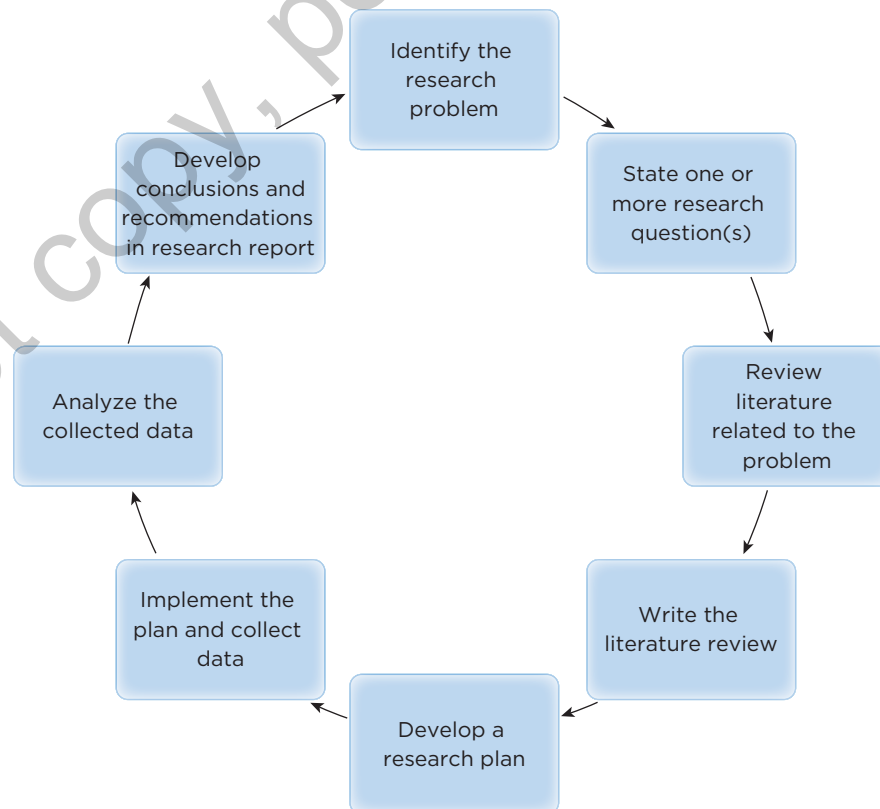 Identify the
research
problem
State one or
more research
question(s)
Review
literature
related to the
problem
Write the
literature review
Develop a
research plan
Implement the
plan and collect
data
Analyze the
collected data
Develop
conclusions and
recommendations
in research report
copy,